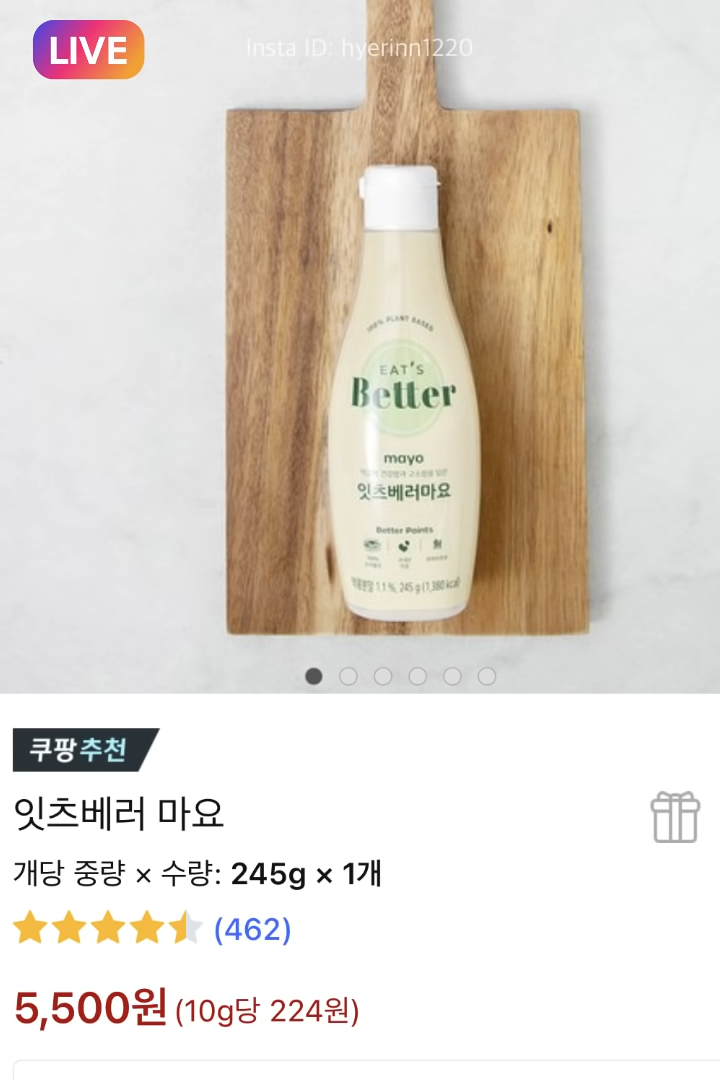 LIVE
Insta ID: hyerinn1220
100% PLANT BASED
EAT'S
Better
mayo
잇츠베러마요
Better Points
1.1%, 245 g (1,380 kcal)
쿠팡추천
잇츠베러 마요
개당 중량 × 수량: 245g × 1개
(462)
5,500원 (10g당 224원)